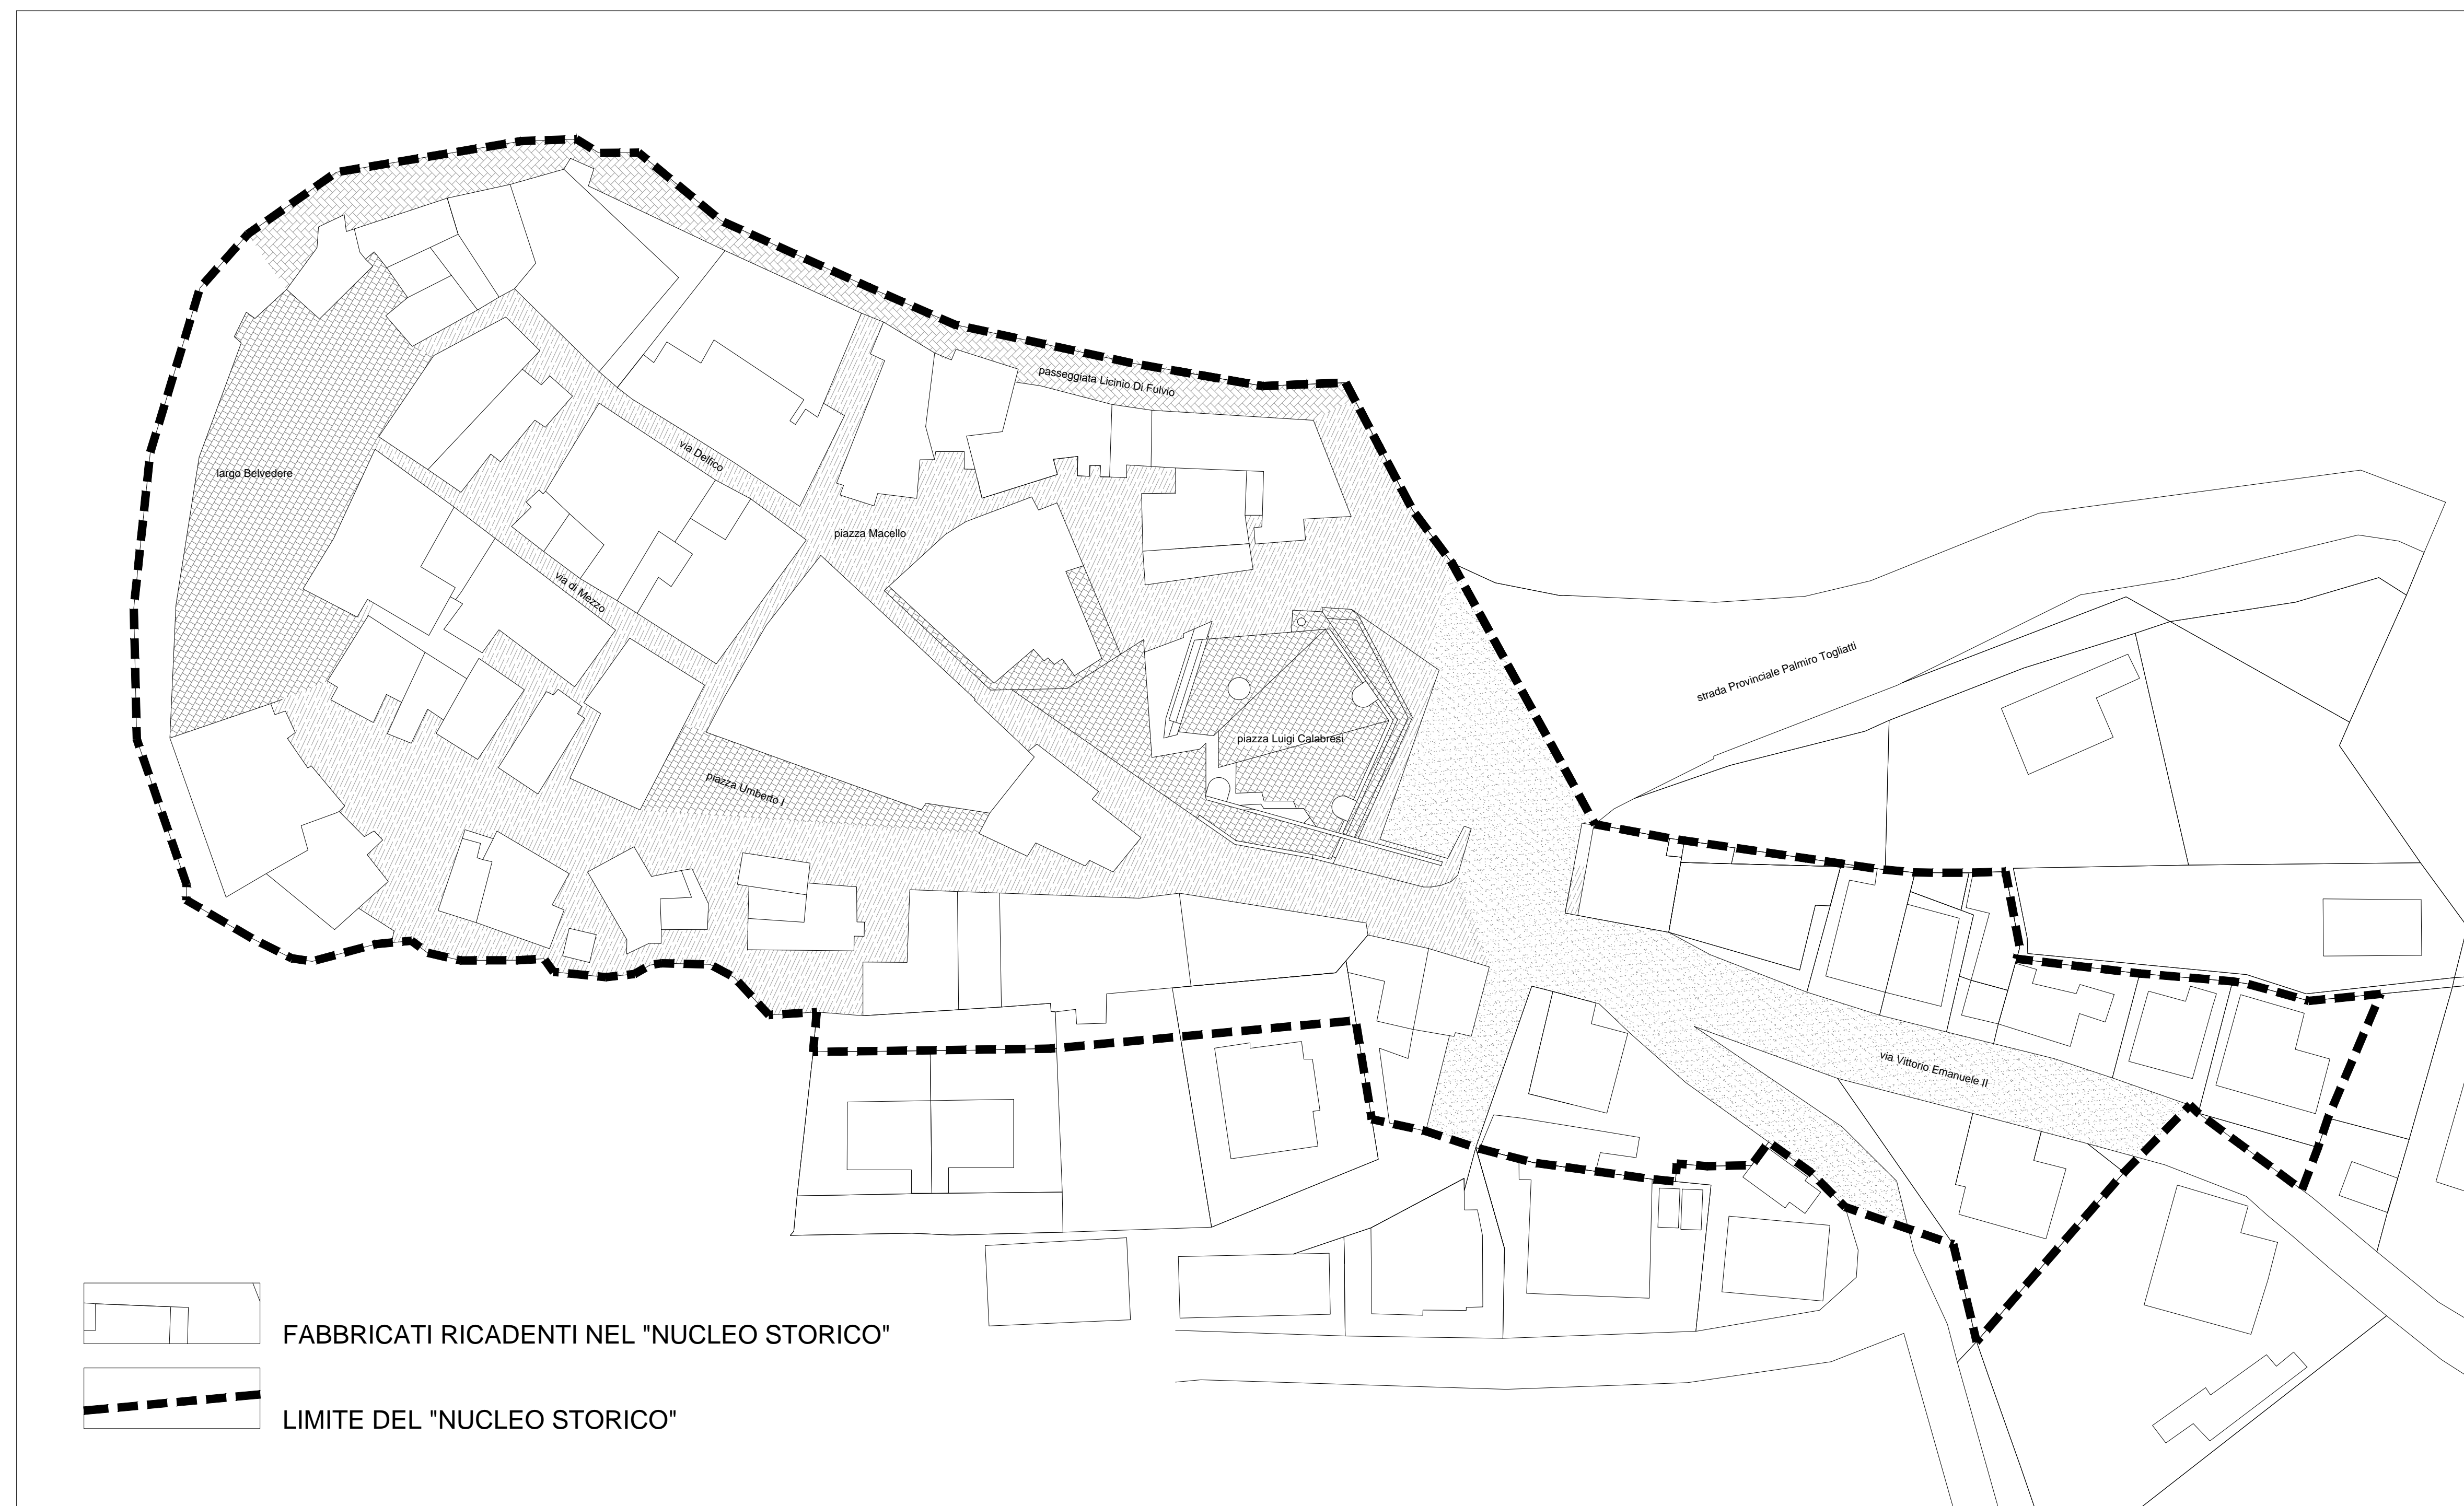 passeggiata Licinio Di Fulvio
via Delfico
largo Belvedere
piazza Macello
via di Mezzo
strada Provinciale Palmiro Togliatti
piazza Luigi Calabresi
piazza Umberto I
via Vittorio Emanuele II
FABBRICATI RICADENTI NEL "NUCLEO STORICO"
LIMITE DEL "NUCLEO STORICO"